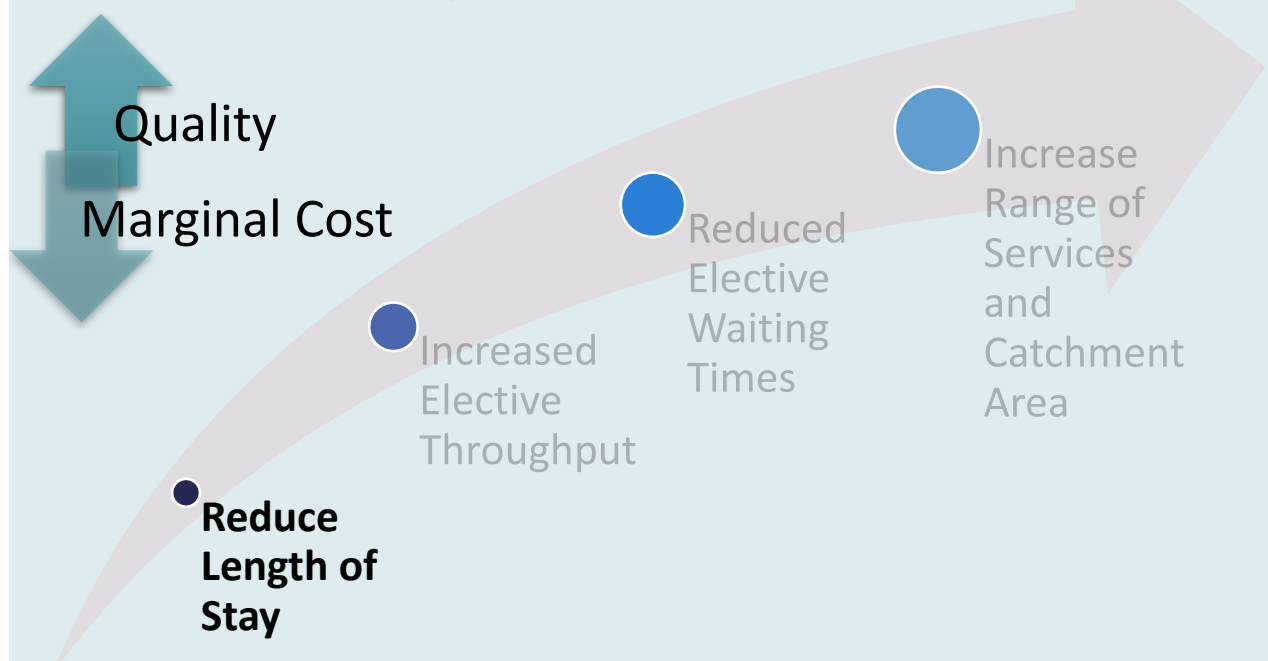 Quality
Marginal Cost
Reduce
Length of
Stay
Increased
Elective
Throughput
Reduced
Elective
Waiting
Times
Increase
Range of
Services
and
Catchment
Area